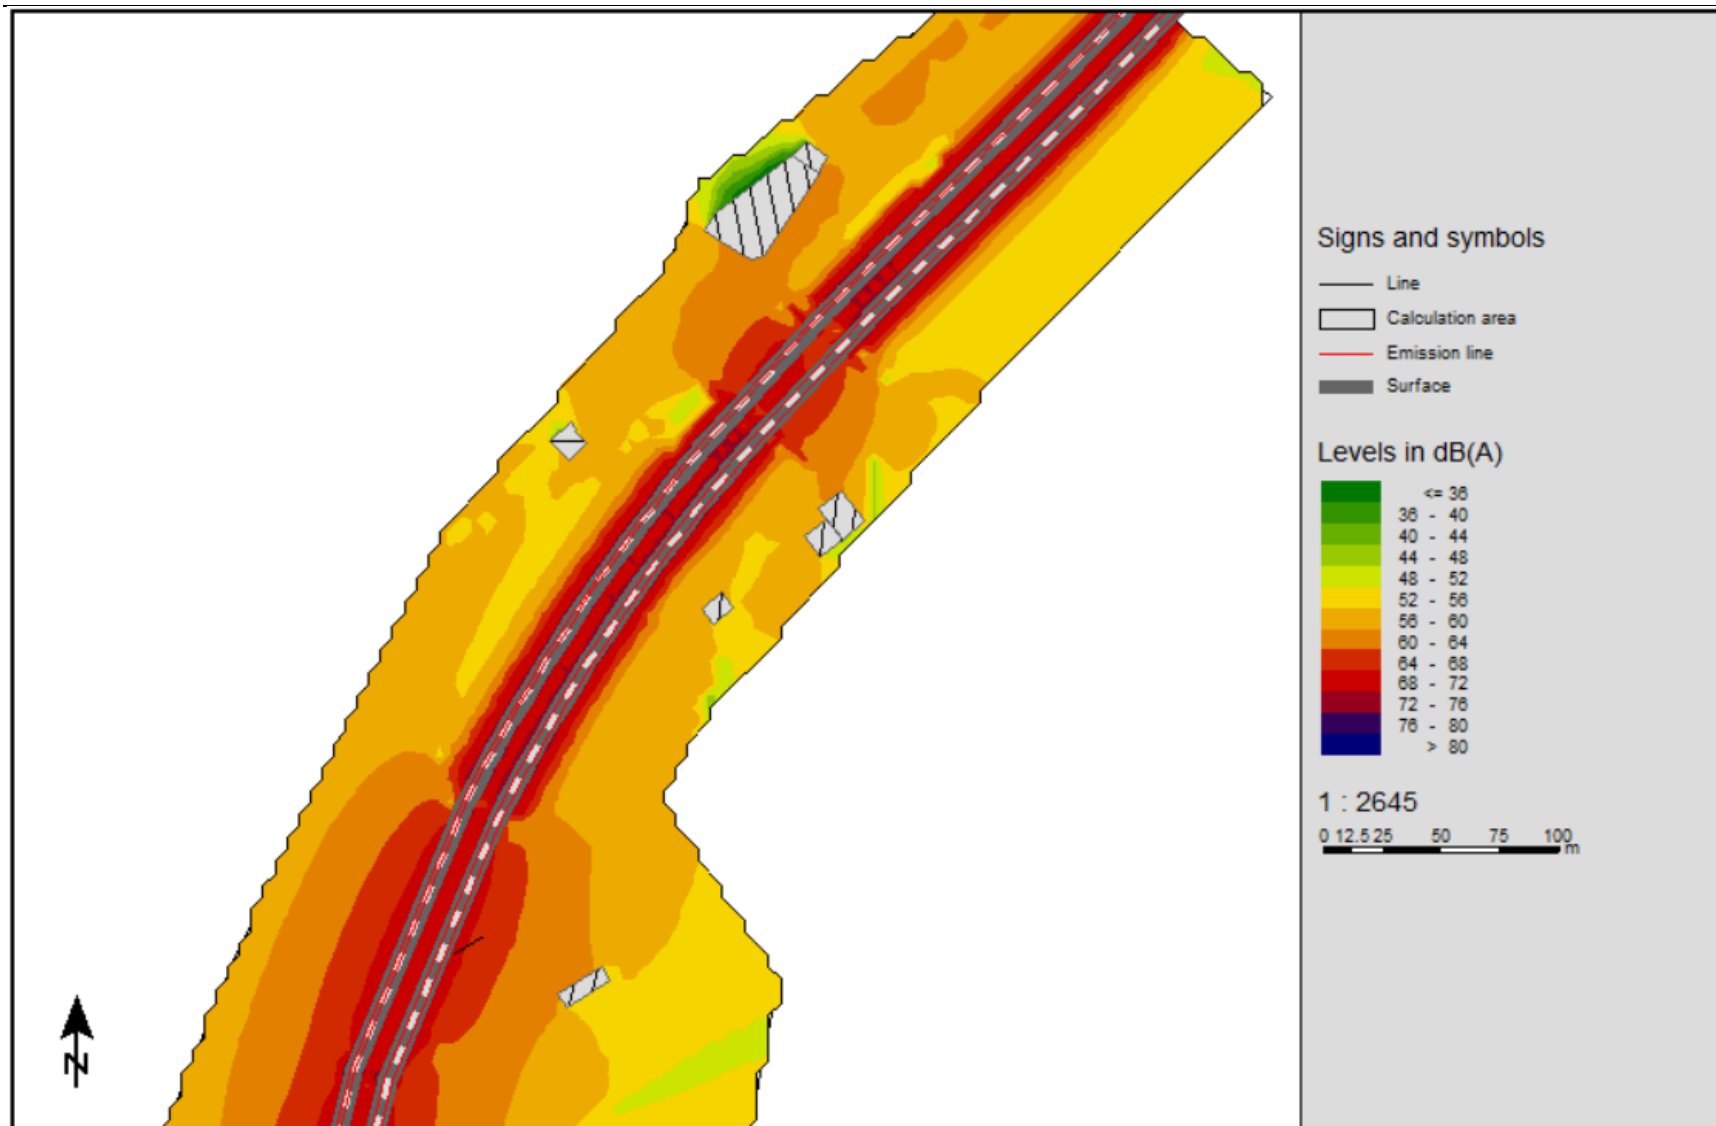 Signs and symbols
Line
Calculation area
Emission line
Surface
Levels in dB(A)
<= 36
36 - 40
40 - 44
44 - 48
48 - 52
52 - 56
56 - 60
60 - 64
64 - 68
68 - 72
72 - 76
76 - 80
> 80
1 : 2645
0 12.5 25 50 75 100
m
N